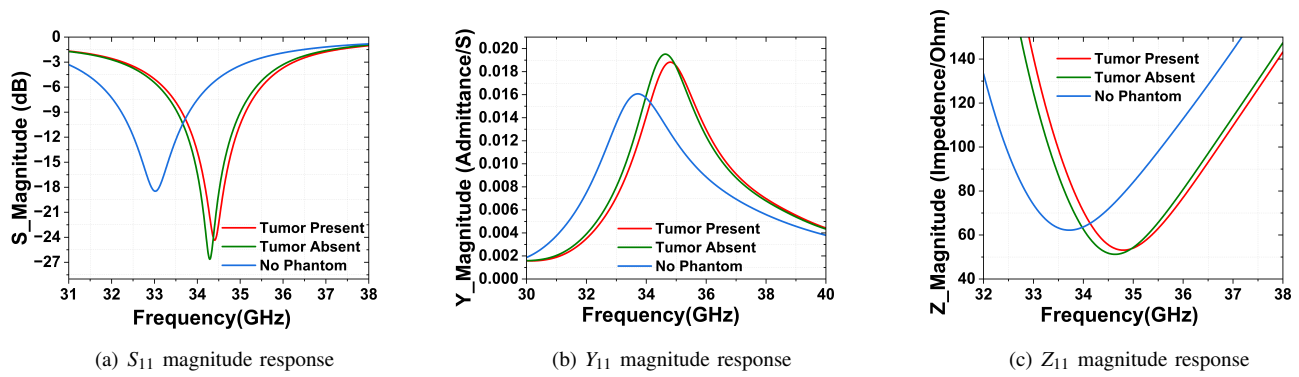 0
−3
−6
−9
−12
−15
−18
−21
−24
−27
S_Magnitude (dB)
Tumor Present
Tumor Absent
No Phantom
31 32 33 34 35 36 37 38
Frequency(GHz)
(a) S11 magnitude response
0.020
0.018
0.016
0.014
0.012
0.010
0.008
0.006
0.004
0.002
0.000
Y_Magnitude (Admittance/S)
Tumor Present
Tumor Absent
No Phantom
30 32 34 36 38 40
Frequency(GHz)
(b) Y11 magnitude response
140
120
100
80
60
40
Z_Magnitude (Impedence/Ohm)
Tumor Present
Tumor Absent
No Phantom
32 33 34 35 36 37 38
Frequency(GHz)
(c) Z11 magnitude response